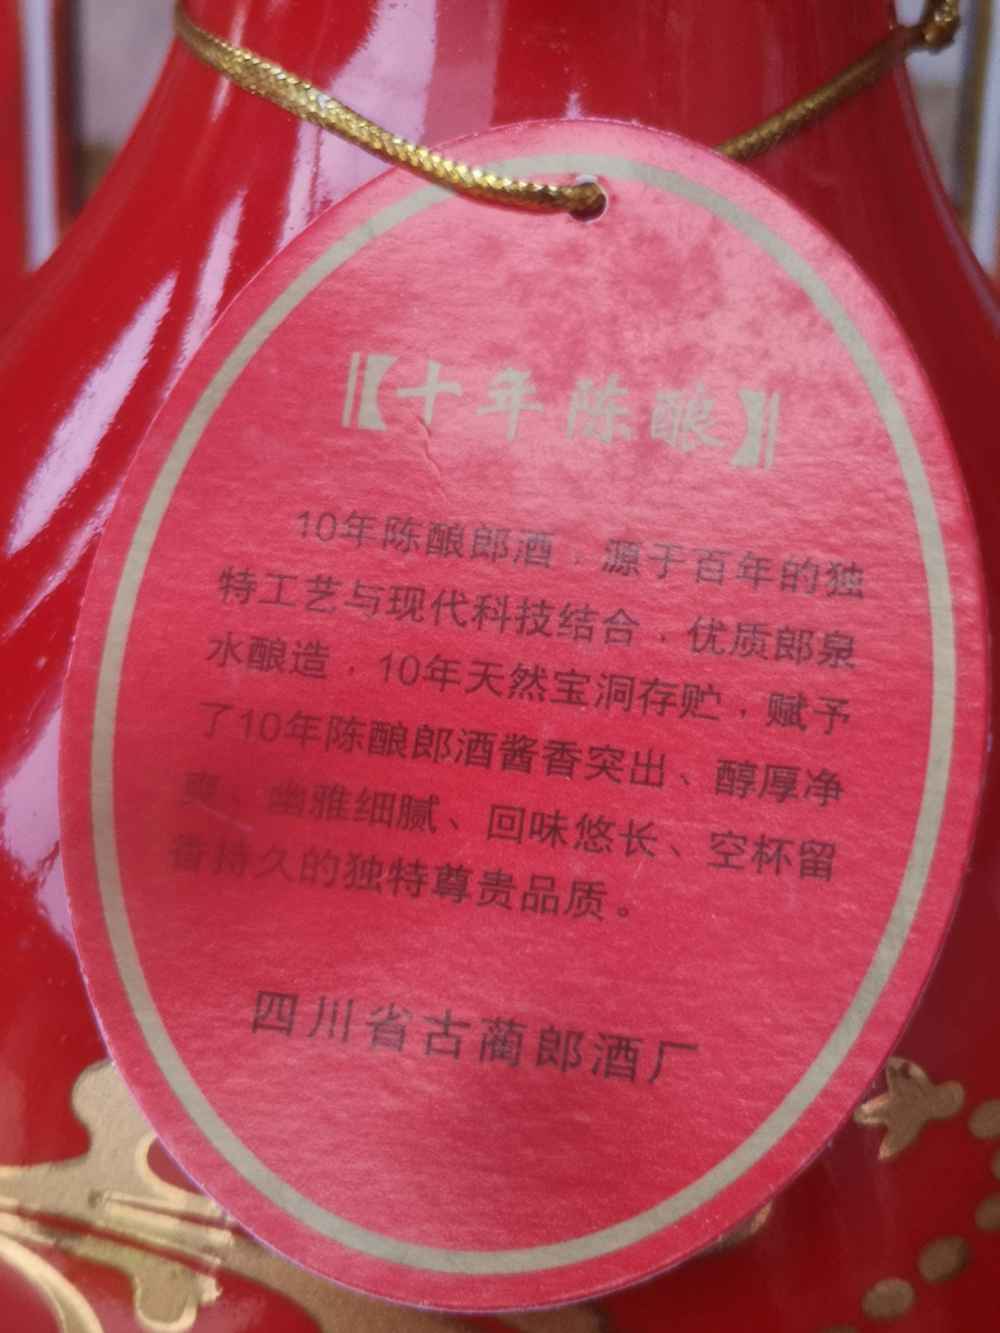 【十年陈酿】
10年陈酿郎酒，源于百年的独
特工艺与现代科技结合，优质郎泉
水酿造，10年天然宝洞存贮，赋予
了10年陈酿郎酒酱香突出、醇厚净
爽、幽雅细腻、回味悠长、空杯留
香持久的独特尊贵品质。
四川省古蔺郎酒厂